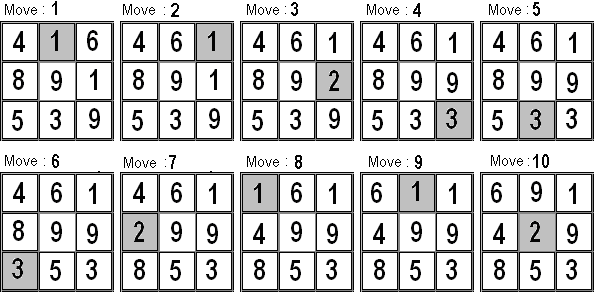 Move : 1 Move : 2 Move : 3 Move : 4 Move : 5
4 1 6 4 6 1 4 6 1 4 6 1 4 6 1
8 9 1 8 9 1 8 9 2 8 9 9 8 9 9
5 3 9 5 3 9 5 3 9 5 3 3 5 3 3
Move : 6 Move : 7 Move : 8 Move : 9 Move :10
4 6 1 4 6 1 1 6 1 6 1 1 6 9 1
8 9 9 2 9 9 4 9 9 4 9 9 4 2 9
3 5 3 8 5 3 8 5 3 8 5 3 8 5 3